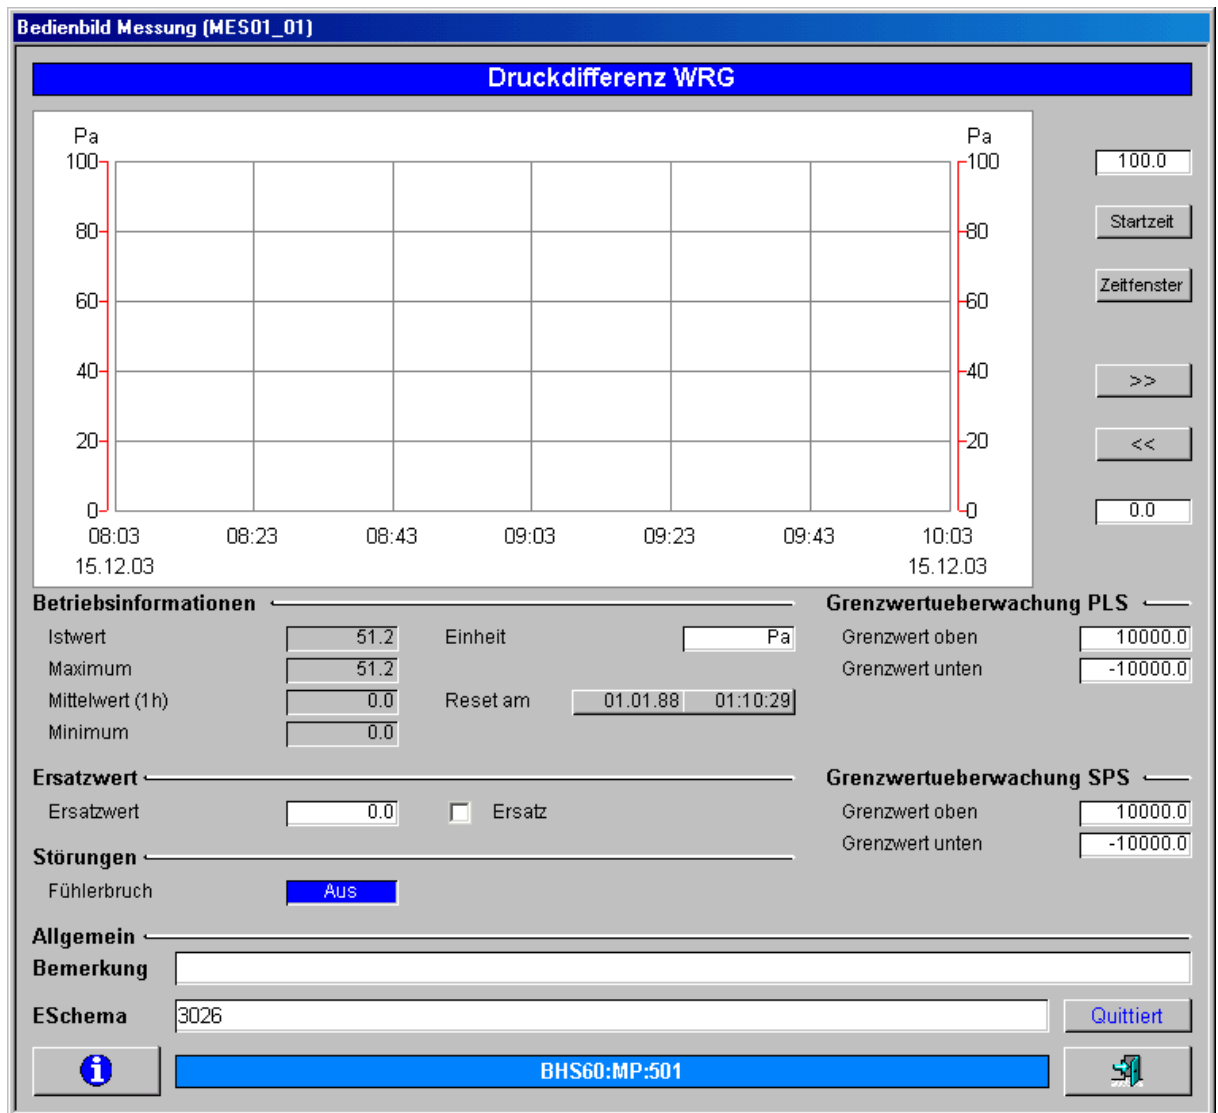 Bedienbild Messung (MES01_01)
Druckdifferenz WRG
Pa Pa
100 100 100.0
80 80 Startzeit
60 60 Zeitfenster
40 40 >>
20 20 <<
0 0 0.0
08:03 08:23 08:43 09:03 09:23 09:43 10:03
15.12.03 15.12.03
Betriebsinformationen Grenzwertueberwachung PLS
Istwert 51.2 Einheit Pa Grenzwert oben 10000.0
Maximum 51.2 Grenzwert unten -10000.0
Mittelwert (1h) 0.0 Reset am 01.01.88 01:10:29
Minimum 0.0
Ersatzwert Grenzwertueberwachung SPS
Ersatzwert 0.0 Ersatz Grenzwert oben 10000.0
Grenzwert unten -10000.0
Störungen
Fühlerbruch Aus
Allgemein
Bemerkung
ESchema 3026 Quittiert
BHS60:MP:501